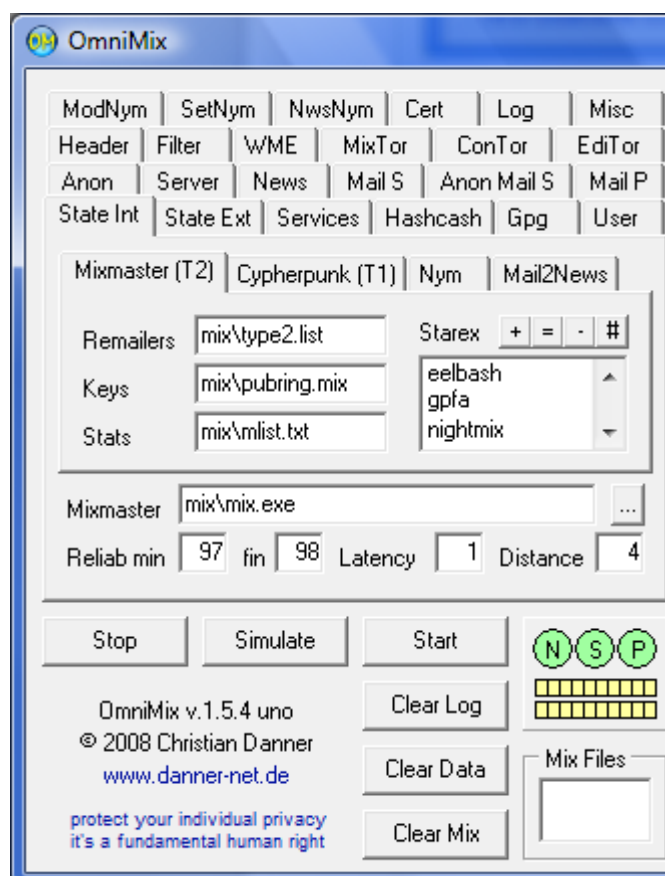 OmniMix
ModNym SetNym NwsNym Cert Log Misc
Header Filter WME MixTor ConTor EdiTor
Anon Server News Mail S Anon Mail S Mail P
State Int State Ext Services Hashcash Gpg User
Mixmaster (T2) Cypherpunk (T1) Nym Mail2News
Remailers mix\type2.list Starex + = - #
Keys mix\pubring.mix eelbash
gpfa
Stats mix\mlist.txt nightmix
Mixmaster mix\mix.exe ...
Reliab min 97 fin 98 Latency 1 Distance 4
Stop Simulate Start N S P
OmniMix v.1.5.4 uno Clear Log
© 2008 Christian Danner
www.danner-net.de Clear Data Mix Files
protect your individual privacy
it's a fundamental human right Clear Mix